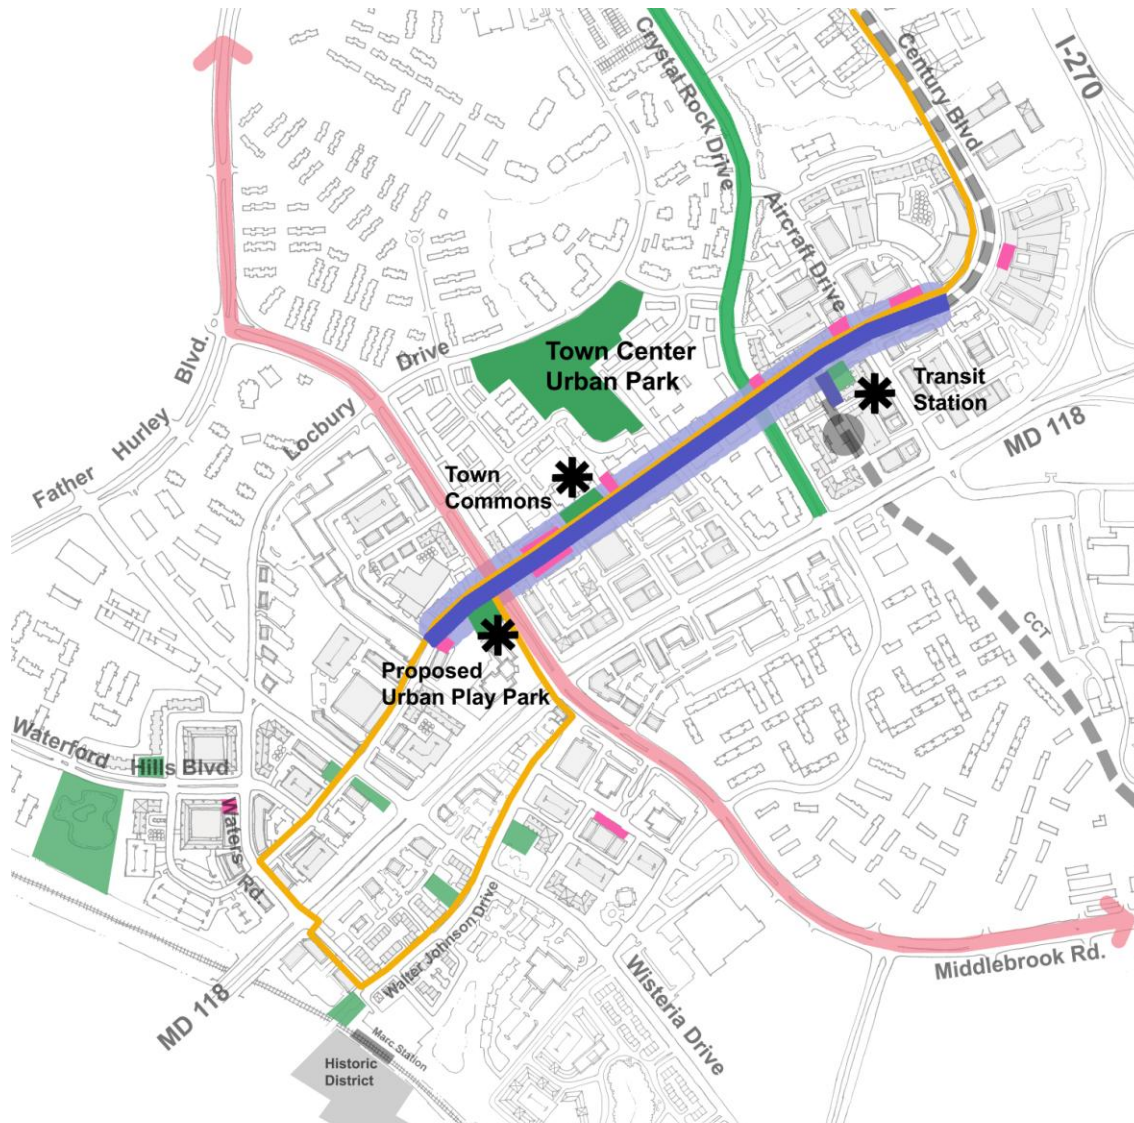 I-270
Century Blvd
Crystal Rock Drive
Aircraft Drive
Town Center
Urban Park
Drive
Blvd.
Transit
Station
MD 118
Locbury
Hurley
Father
Town
Commons
CCT
Proposed
Urban Play Park
Waterford
Hills Blvd.
Waters
Rd.
Walter Johnson Drive
Middlebrook Rd.
Wisteria Drive
MD 118
Marc Station
Historic
District